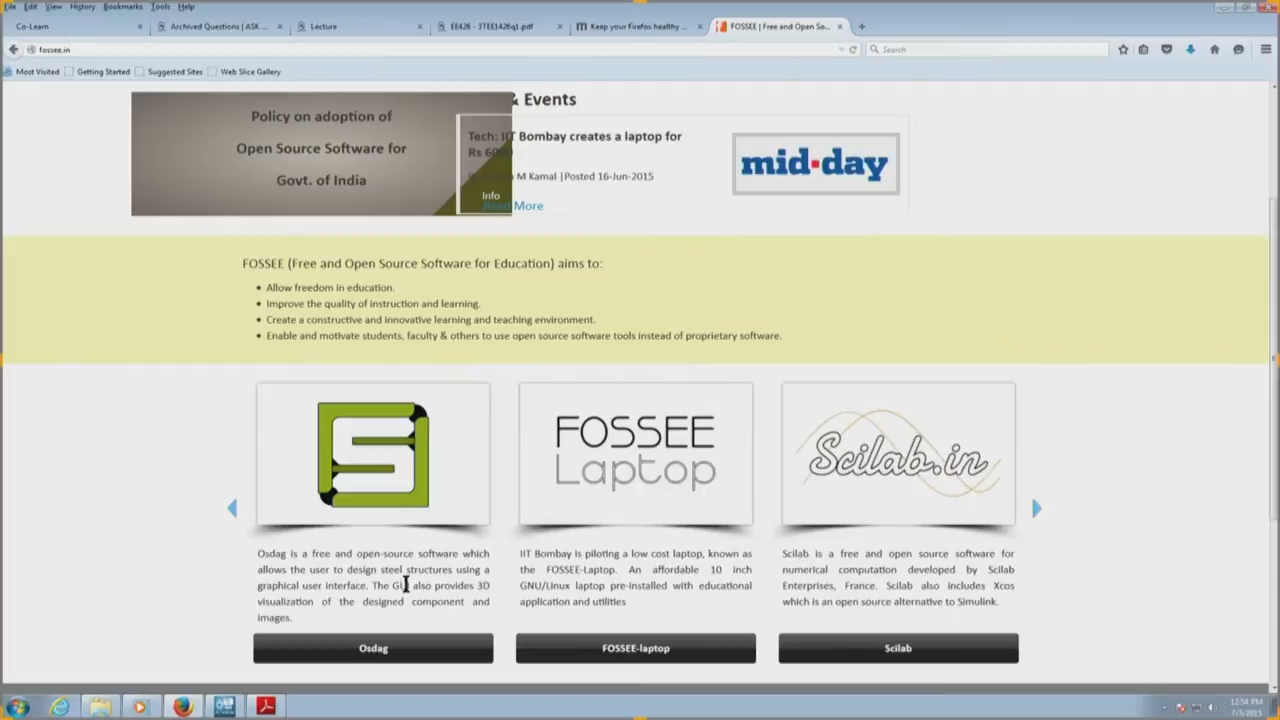 File Edit View History Bookmarks Tools Help
Co-Learn
Archived Questions | ASK ...
Lecture
EE426 - 3TEE1426q1.pdf
Keep your Firefox healthy ...
FOSSEE | Free and Open So...
fossee.in
Search
Most Visited
Getting Started
Suggested Sites
Web Slice Gallery
& Events
Policy on adoption of
Open Source Software for
Govt. of India
Info
Tech: IIT Bombay creates a laptop for
Rs
M Kamal |Posted 16-Jun-2015
Read More
mid-day
FOSSEE (Free and Open Source Software for Education) aims to:
• Allow freedom in education.
• Improve the quality of instruction and learning.
• Create a constructive and innovative learning and teaching environment.
• Enable and motivate students, faculty & others to use open source software tools instead of proprietary software.
S
Osdag is a free and open-source software which
allows the user to design steel structures using a
graphical user interface. The GUI also provides 3D
visualization of the designed component and
images.
Osdag
FOSSEE
Laptop
IIT Bombay is piloting a low cost laptop, known as
the FOSSEE-Laptop. An affordable 10 inch
GNU/Linux laptop pre-installed with educational
application and utilities
FOSSEE-laptop
Scilab.in
Scilab is a free and open source software for
numerical computation developed by Scilab
Enterprises, France. Scilab also includes Xcos
which is an open source alternative to Simulink.
Scilab
12:54 PM
7/3/2015